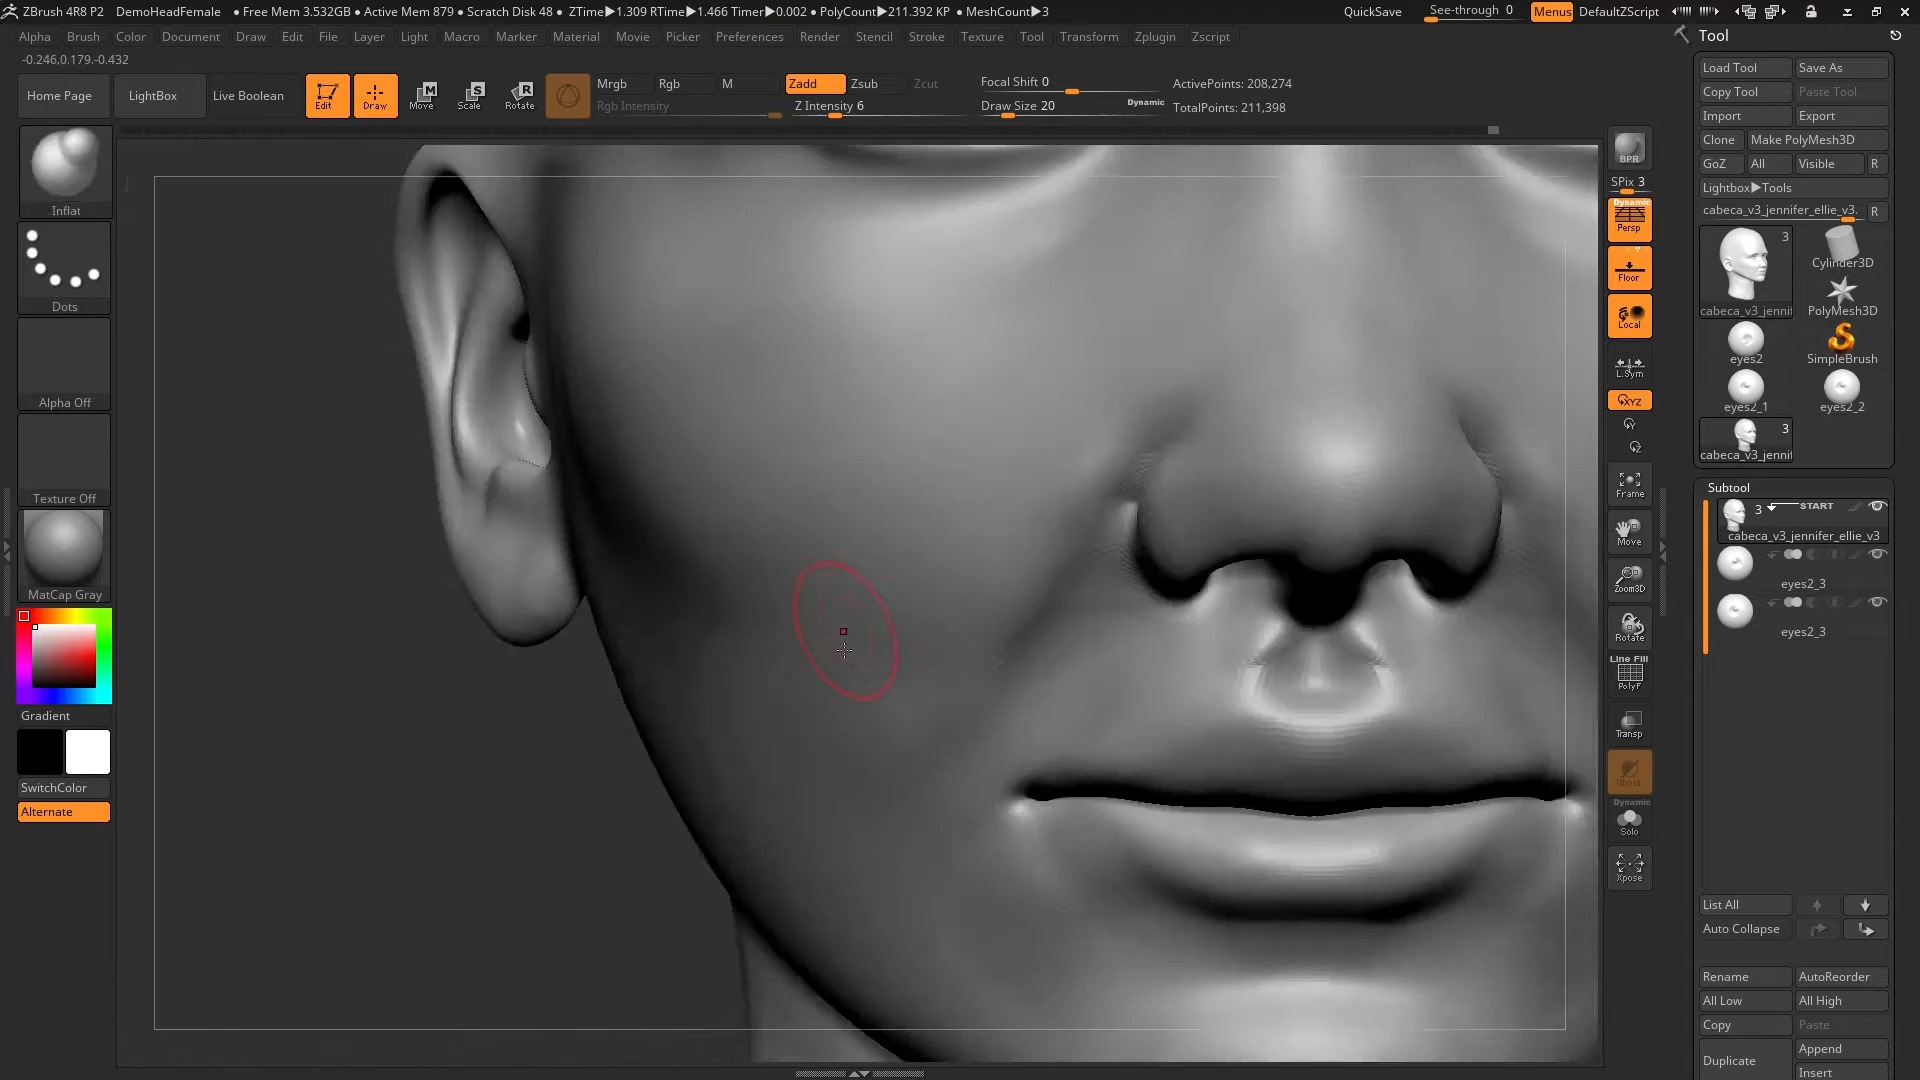 ZBrush 4R8 P2 DemoHeadFemale • Free Mem 3.532GB • Active Mem 879 • Scratch Disk 48 • ZTime▶1.309 RTime▶1.466 Timer▶0.002 • PolyCount▶211.392 KP • MeshCount▶3 QuickSave See-through 0 Menus DefaultZScript
Alpha Brush Color Document Draw Edit File Layer Light Macro Marker Material Movie Picker Preferences Render Stencil Stroke Texture Tool Transform Zplugin Zscript
-0.246,0.179.-0.432
Home Page LightBox Live Boolean Edit Draw Move Scale Rotate
Mrgb Rgb M Zadd Zsub Zcut Focal Shift 0 ActivePoints: 208,274
Rgb Intensity Z Intensity 6 Draw Size 20 Dynamic TotalPoints: 211,398
Inflat
Dots
Alpha Off
Texture Off
MatCap Gray
Gradient
SwitchColor
Alternate
BPR
SPix 3
Dynamic
Persp
Floor
Local
L.Sym
XYZ
Y
Z
Frame
Move
Zoom3D
Rotate
Line Fill
PolyF
Transp
Ghost
Dynamic
Solo
Xpose
Tool
Load Tool Save As
Copy Tool Paste Tool
Import Export
Clone Make PolyMesh3D
GoZ All Visible R
Lightbox▶Tools
cabeca_v3_jennifer_ellie_v3. R
3
Cylinder3D
cabeca_v3_jennif PolyMesh3D
eyes2 SimpleBrush
eyes2_1 eyes2_2
3
cabeca_v3_jennif
Subtool
3 START
cabeca_v3_jennifer_ellie_v3
eyes2_3
eyes2_3
List All
Auto Collapse
Rename AutoReorder
All Low All High
Copy Paste
Duplicate Append
Insert